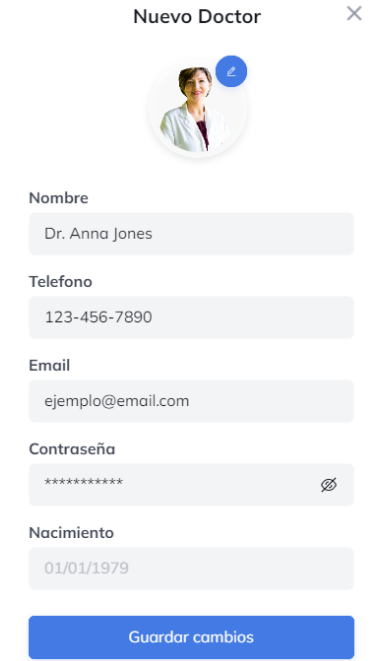 Nuevo Doctor
Nombre
Dr. Anna Jones
Telefono
123-456-7890
Email
ejemplo@email.com
Contraseña
***********
Nacimiento
01/01/1979
Guardar cambios